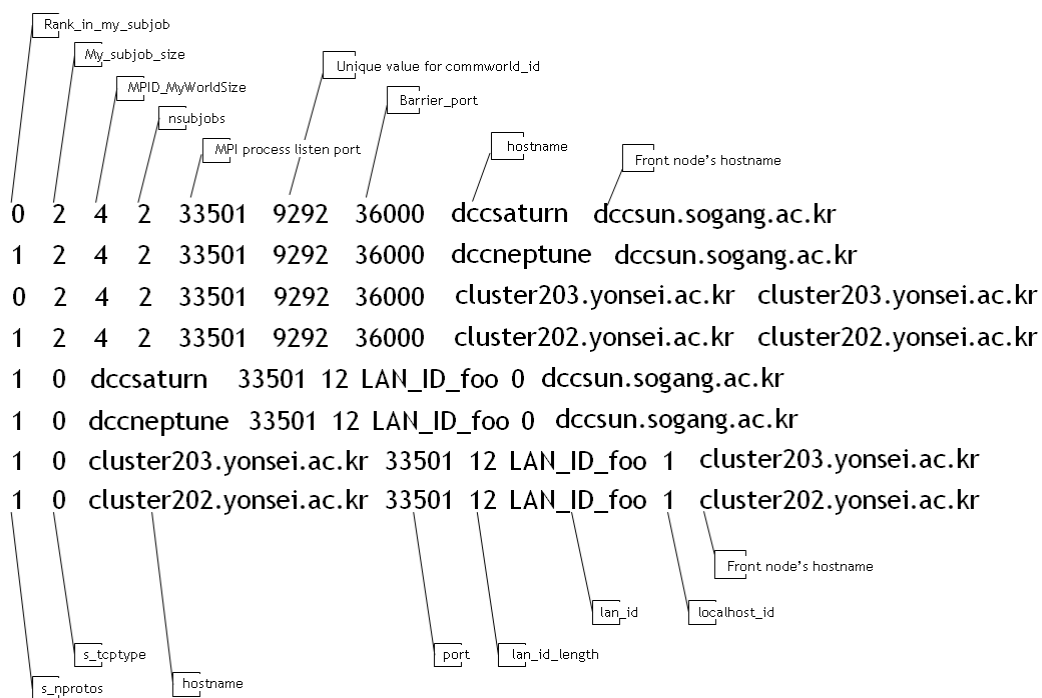 Rank_in_my_subjob
My_subjob_size
Unique value for commworld_id
MPID_MyWorldSize
Barrier_port
nsubjobs
MPI process listen port
hostname
Front node's hostname
0 2 4 2 33501 9292 36000 dccsaturn dccsun.sogang.ac.kr
1 2 4 2 33501 9292 36000 dccneptune dccsun.sogang.ac.kr
0 2 4 2 33501 9292 36000 cluster203.yonsei.ac.kr cluster203.yonsei.ac.kr
1 2 4 2 33501 9292 36000 cluster202.yonsei.ac.kr cluster202.yonsei.ac.kr
1 0 dccsaturn 33501 12 LAN_ID_foo 0 dccsun.sogang.ac.kr
1 0 dccneptune 33501 12 LAN_ID_foo 0 dccsun.sogang.ac.kr
1 0 cluster203.yonsei.ac.kr 33501 12 LAN_ID_foo 1 cluster203.yonsei.ac.kr
1 0 cluster202.yonsei.ac.kr 33501 12 LAN_ID_foo 1 cluster202.yonsei.ac.kr
Front node's hostname
lan_id
localhost_id
s_tcptype
port
lan_id_length
s_nprotos
hostname